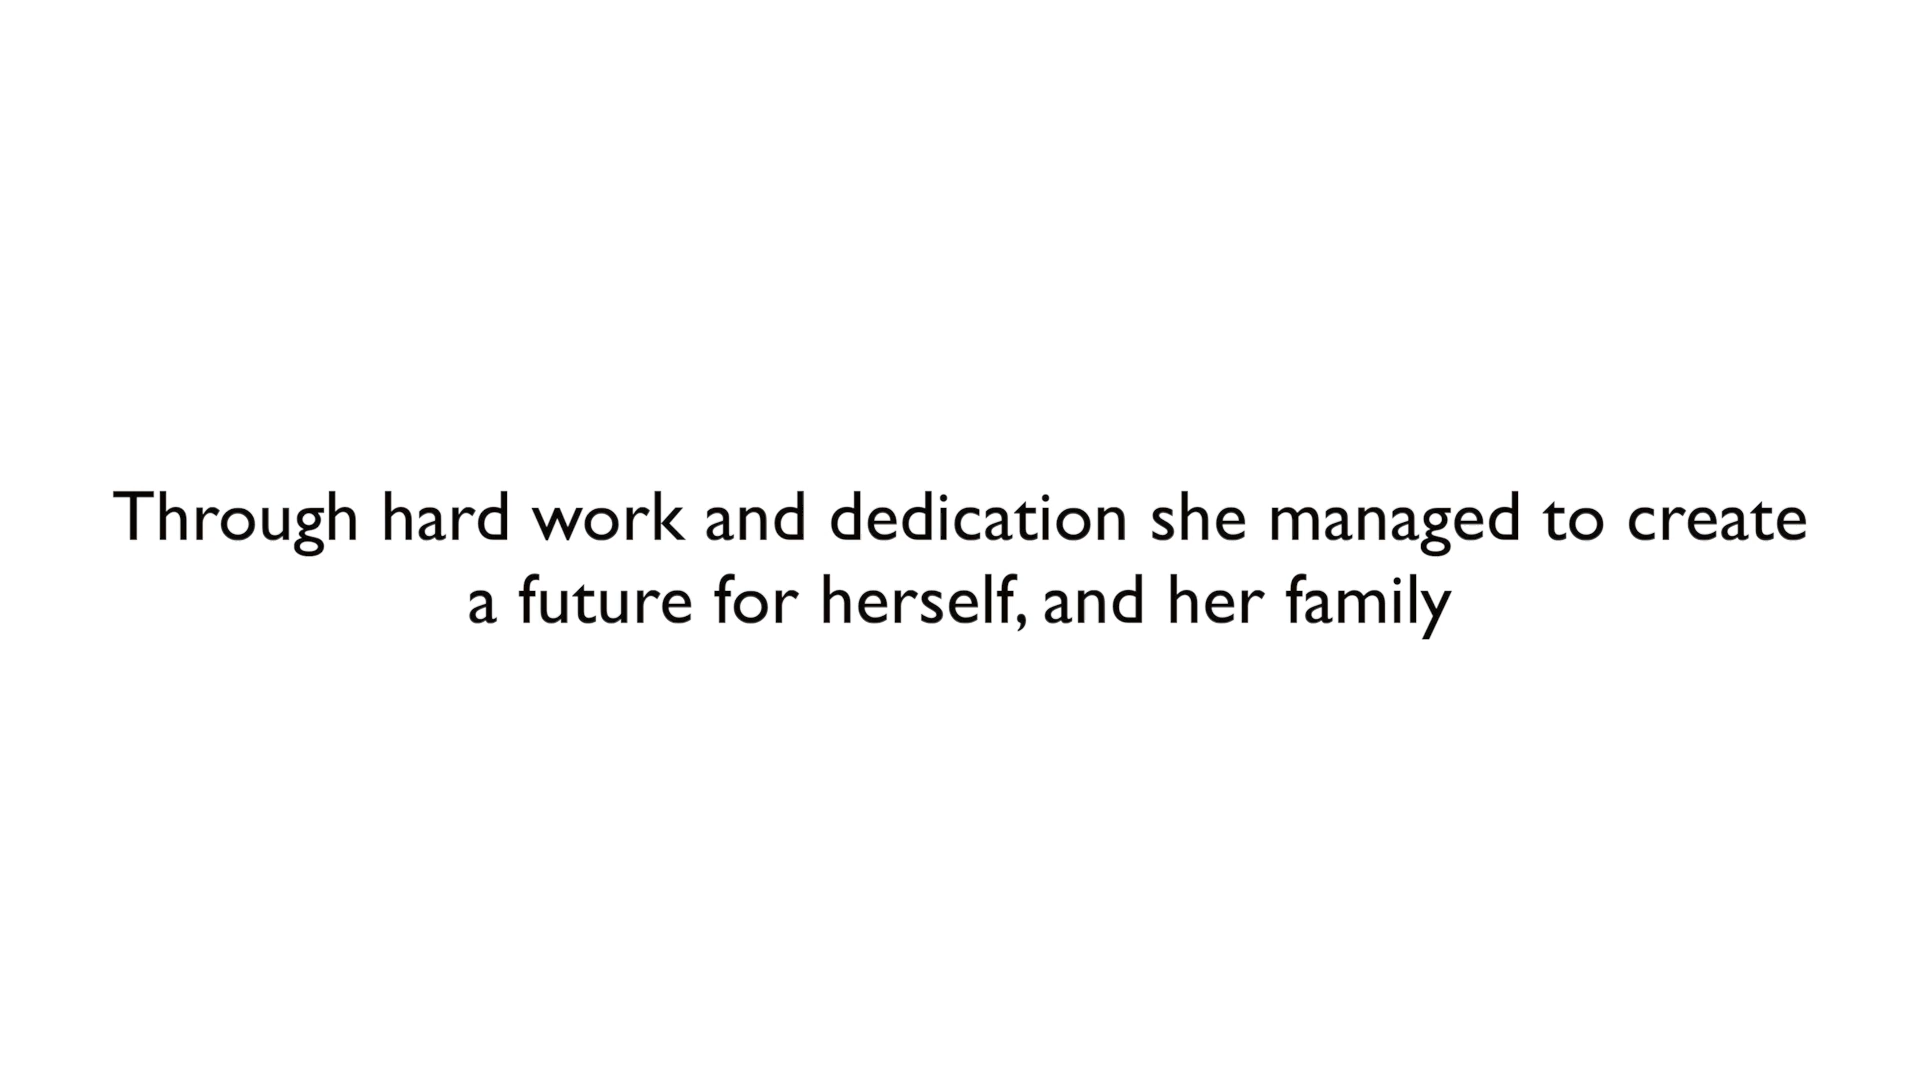 Through hard work and dedication she managed to create
a future for herself, and her family